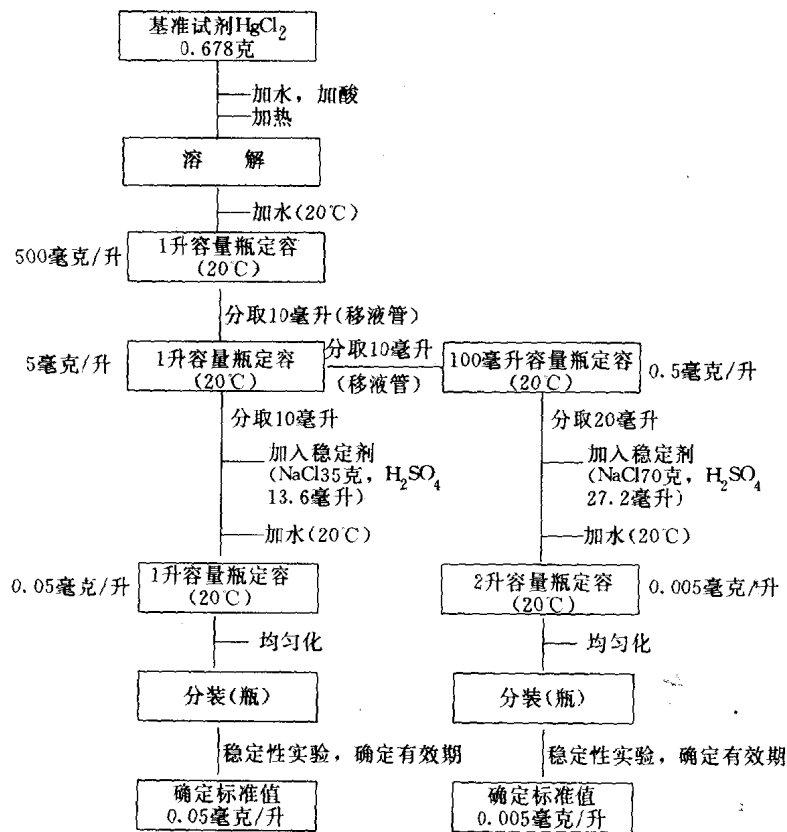 基准试剂HgCl₂
0.678克
加水，加酸
加热
溶 解
加水(20℃)
500毫克/升
1升容量瓶定容
(20℃)
分取10毫升(移液管)
5毫克/升
1升容量瓶定容
(20℃)
分取10毫升
(移液管)
100毫升容量瓶定容
(20℃)
0.5毫克/升
分取10毫升
加入稳定剂
(NaCl35克，H₂SO₄
13.6毫升)
加水(20℃)
分取20毫升
加入稳定剂
(NaCl70克，H₂SO₄
27.2毫升)
加水(20℃)
0.05毫克/升
1升容量瓶定容
(20℃)
2升容量瓶定容
(20℃)
0.005毫克/升
均匀化
均匀化
分装(瓶)
分装(瓶)
稳定性实验，确定有效期
稳定性实验，确定有效期
确定标准值
0.05毫克/升
确定标准值
0.005毫克/升